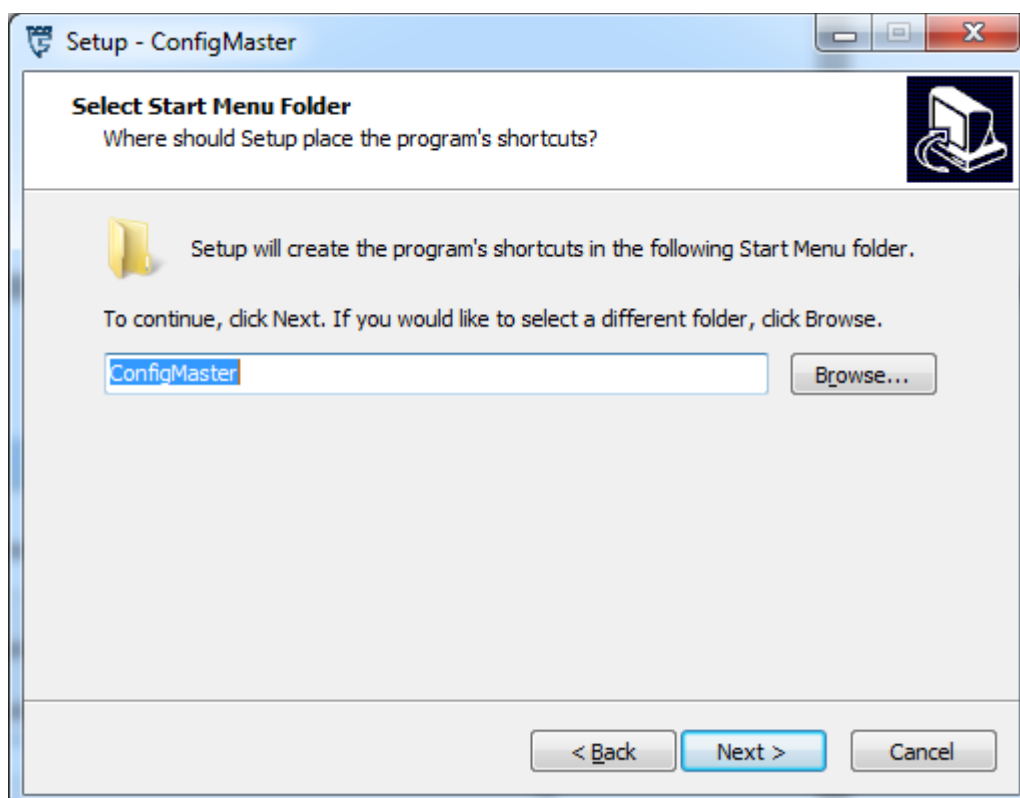 Setup - ConfigMaster
Select Start Menu Folder
Where should Setup place the program's shortcuts?
Setup will create the program's shortcuts in the following Start Menu folder.
To continue, click Next. If you would like to select a different folder, click Browse.
ConfigMaster
Browse...
< Back
Next >
Cancel